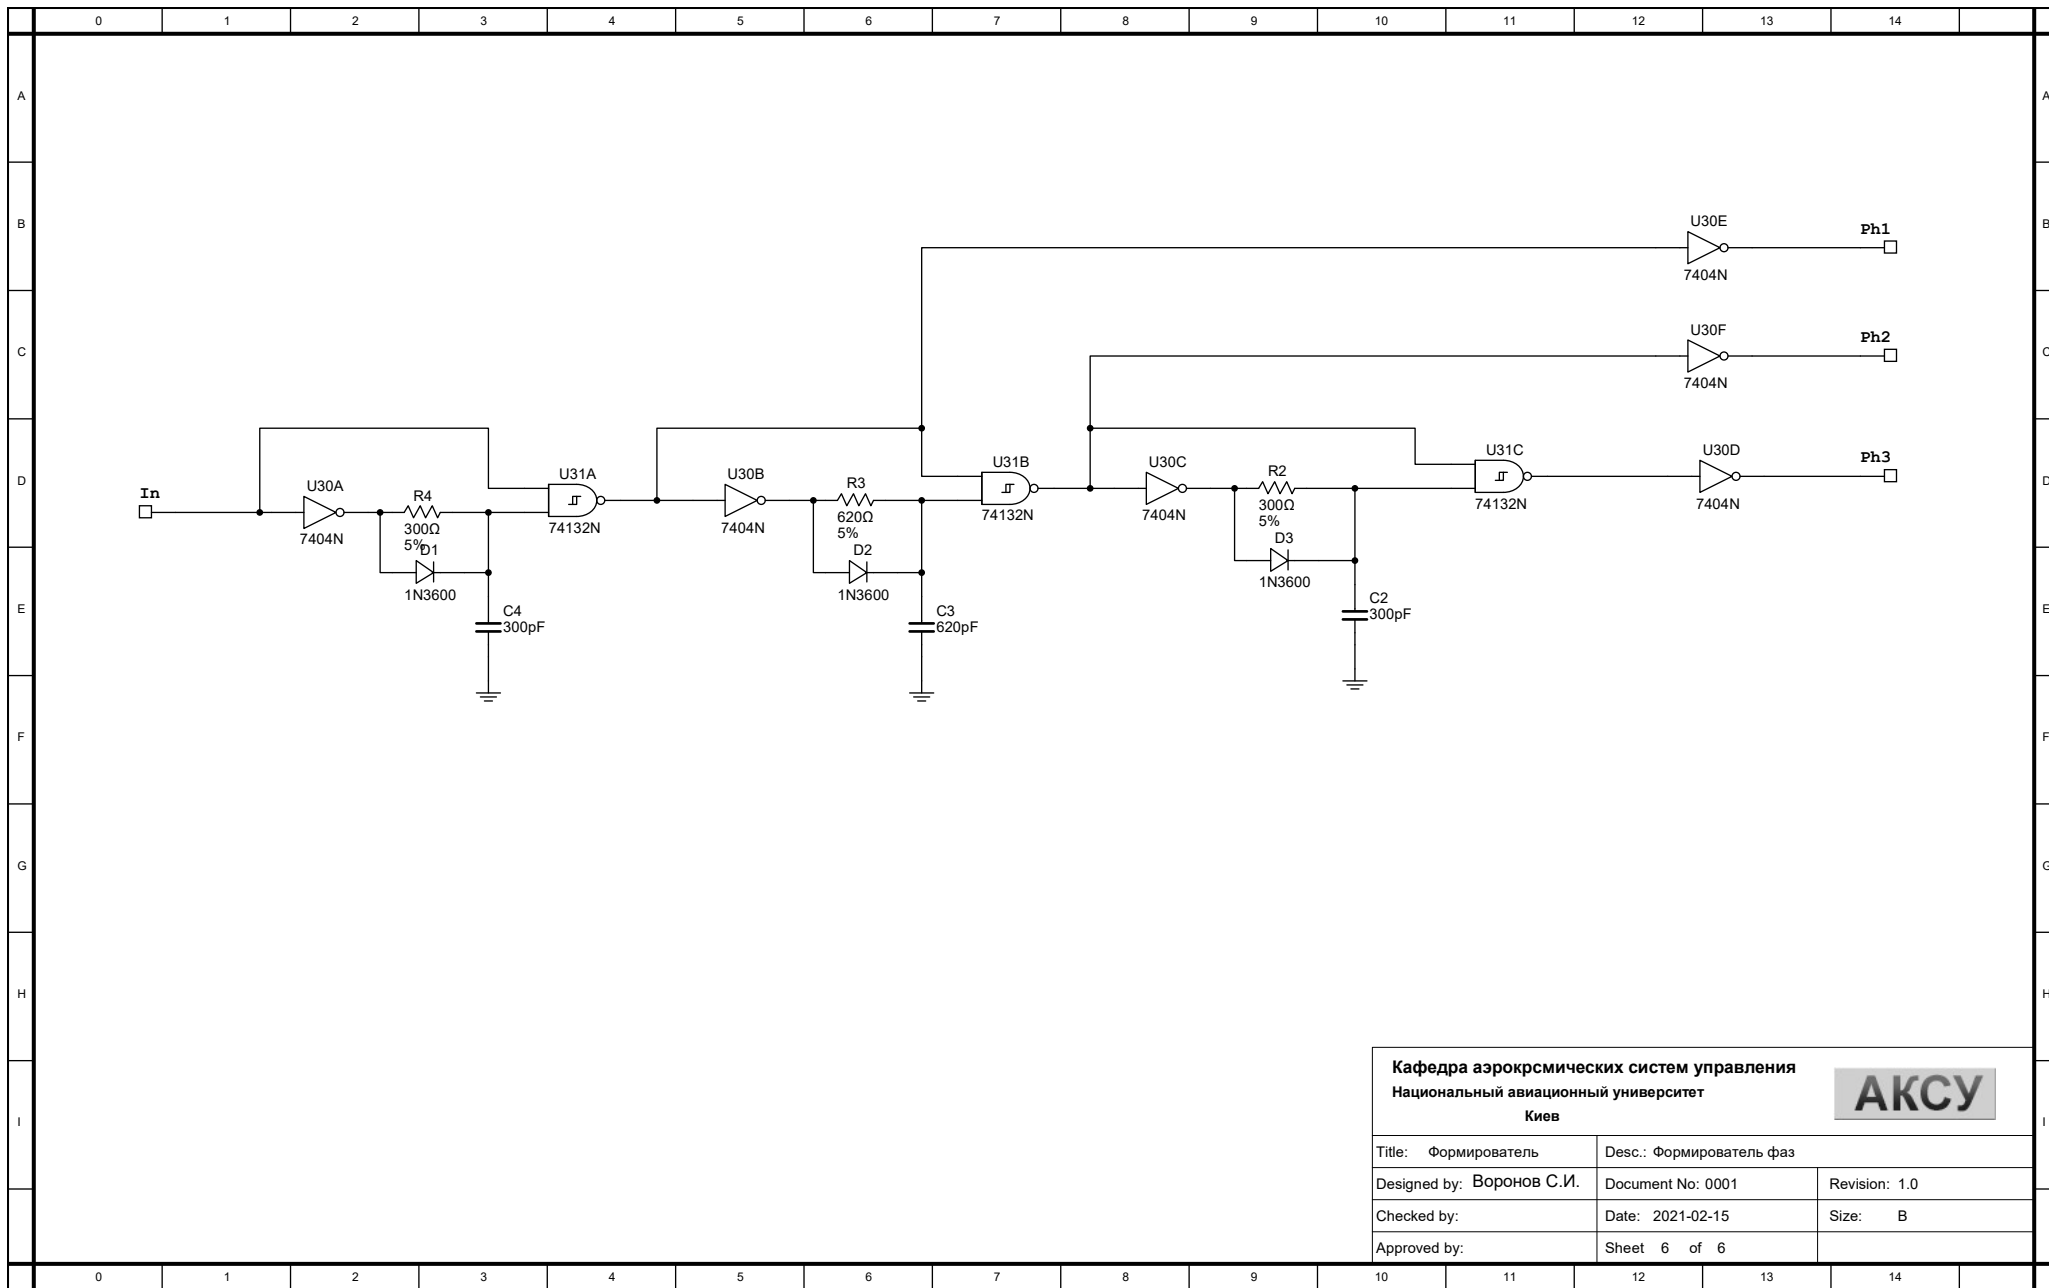 0 1 2 3 4 5 6 7 8 9 10 11 12 13 14
A A
B B
C C
D D
E E
F F
G G
H H
I I
U30E
7404N
Ph1
U30F
7404N
Ph2
In
U30A
7404N
R4
300Ω
5%
D1
1N3600
C4
300pF
U31A
74132N
U30B
7404N
R3
620Ω
5%
D2
1N3600
C3
620pF
U31B
74132N
U30C
7404N
R2
300Ω
5%
D3
1N3600
C2
300pF
U31C
74132N
U30D
7404N
Ph3
Кафедра аэрокрсмических систем управления
Национальный авиационный университет
Киев
АКСУ
Title: Формирователь
Desc.: Формирователь фаз
Designed by: Воронов С.И.
Document No: 0001
Revision: 1.0
Checked by:
Date: 2021-02-15
Size: B
Approved by:
Sheet 6 of 6
0 1 2 3 4 5 6 7 8 9 10 11 12 13 14